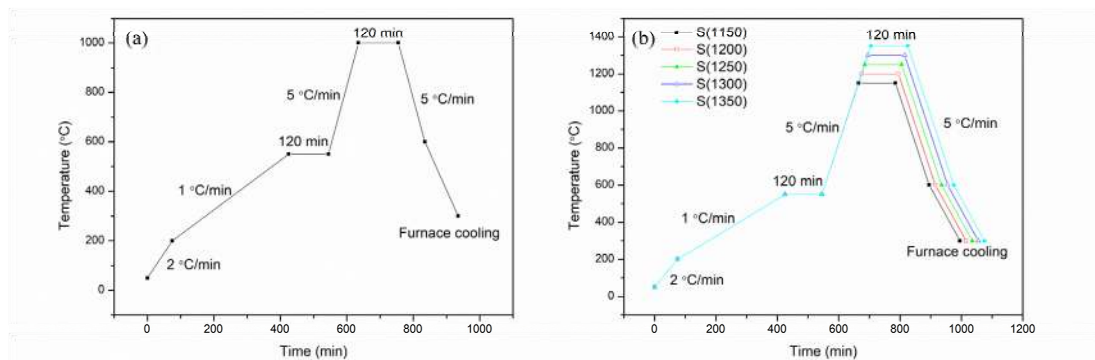 (a)
1000
800
600
400
200
0
Temperature (°C)
120 min
5 °C/min
5 °C/min
120 min
1 °C/min
2 °C/min
Furnace cooling
0 200 400 600 800 1000
Time (min)
(b)
S(1150)
S(1200)
S(1250)
S(1300)
S(1350)
1400
1200
1000
800
600
400
200
0
Temperature (°C)
120 min
5 °C/min
5 °C/min
120 min
1 °C/min
2 °C/min
Furnace cooling
0 200 400 600 800 1000 1200
Time (min)